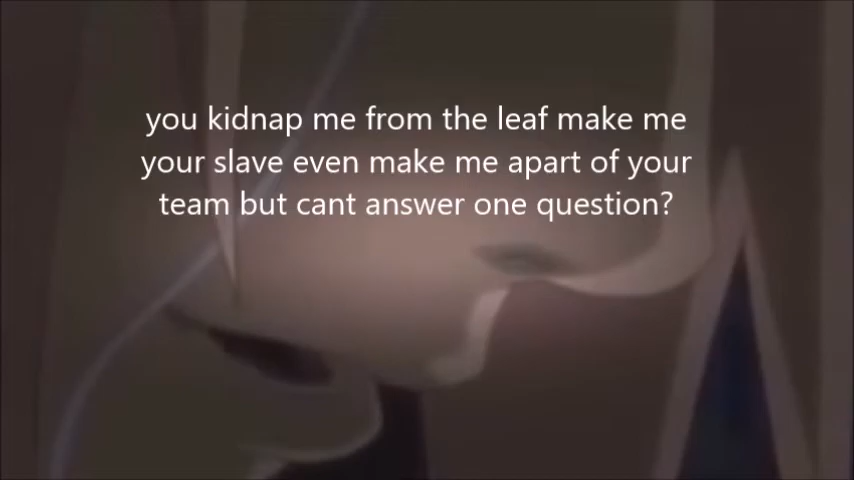 you kidnap me from the leaf make me
your slave even make me apart of your
team but cant answer one question?